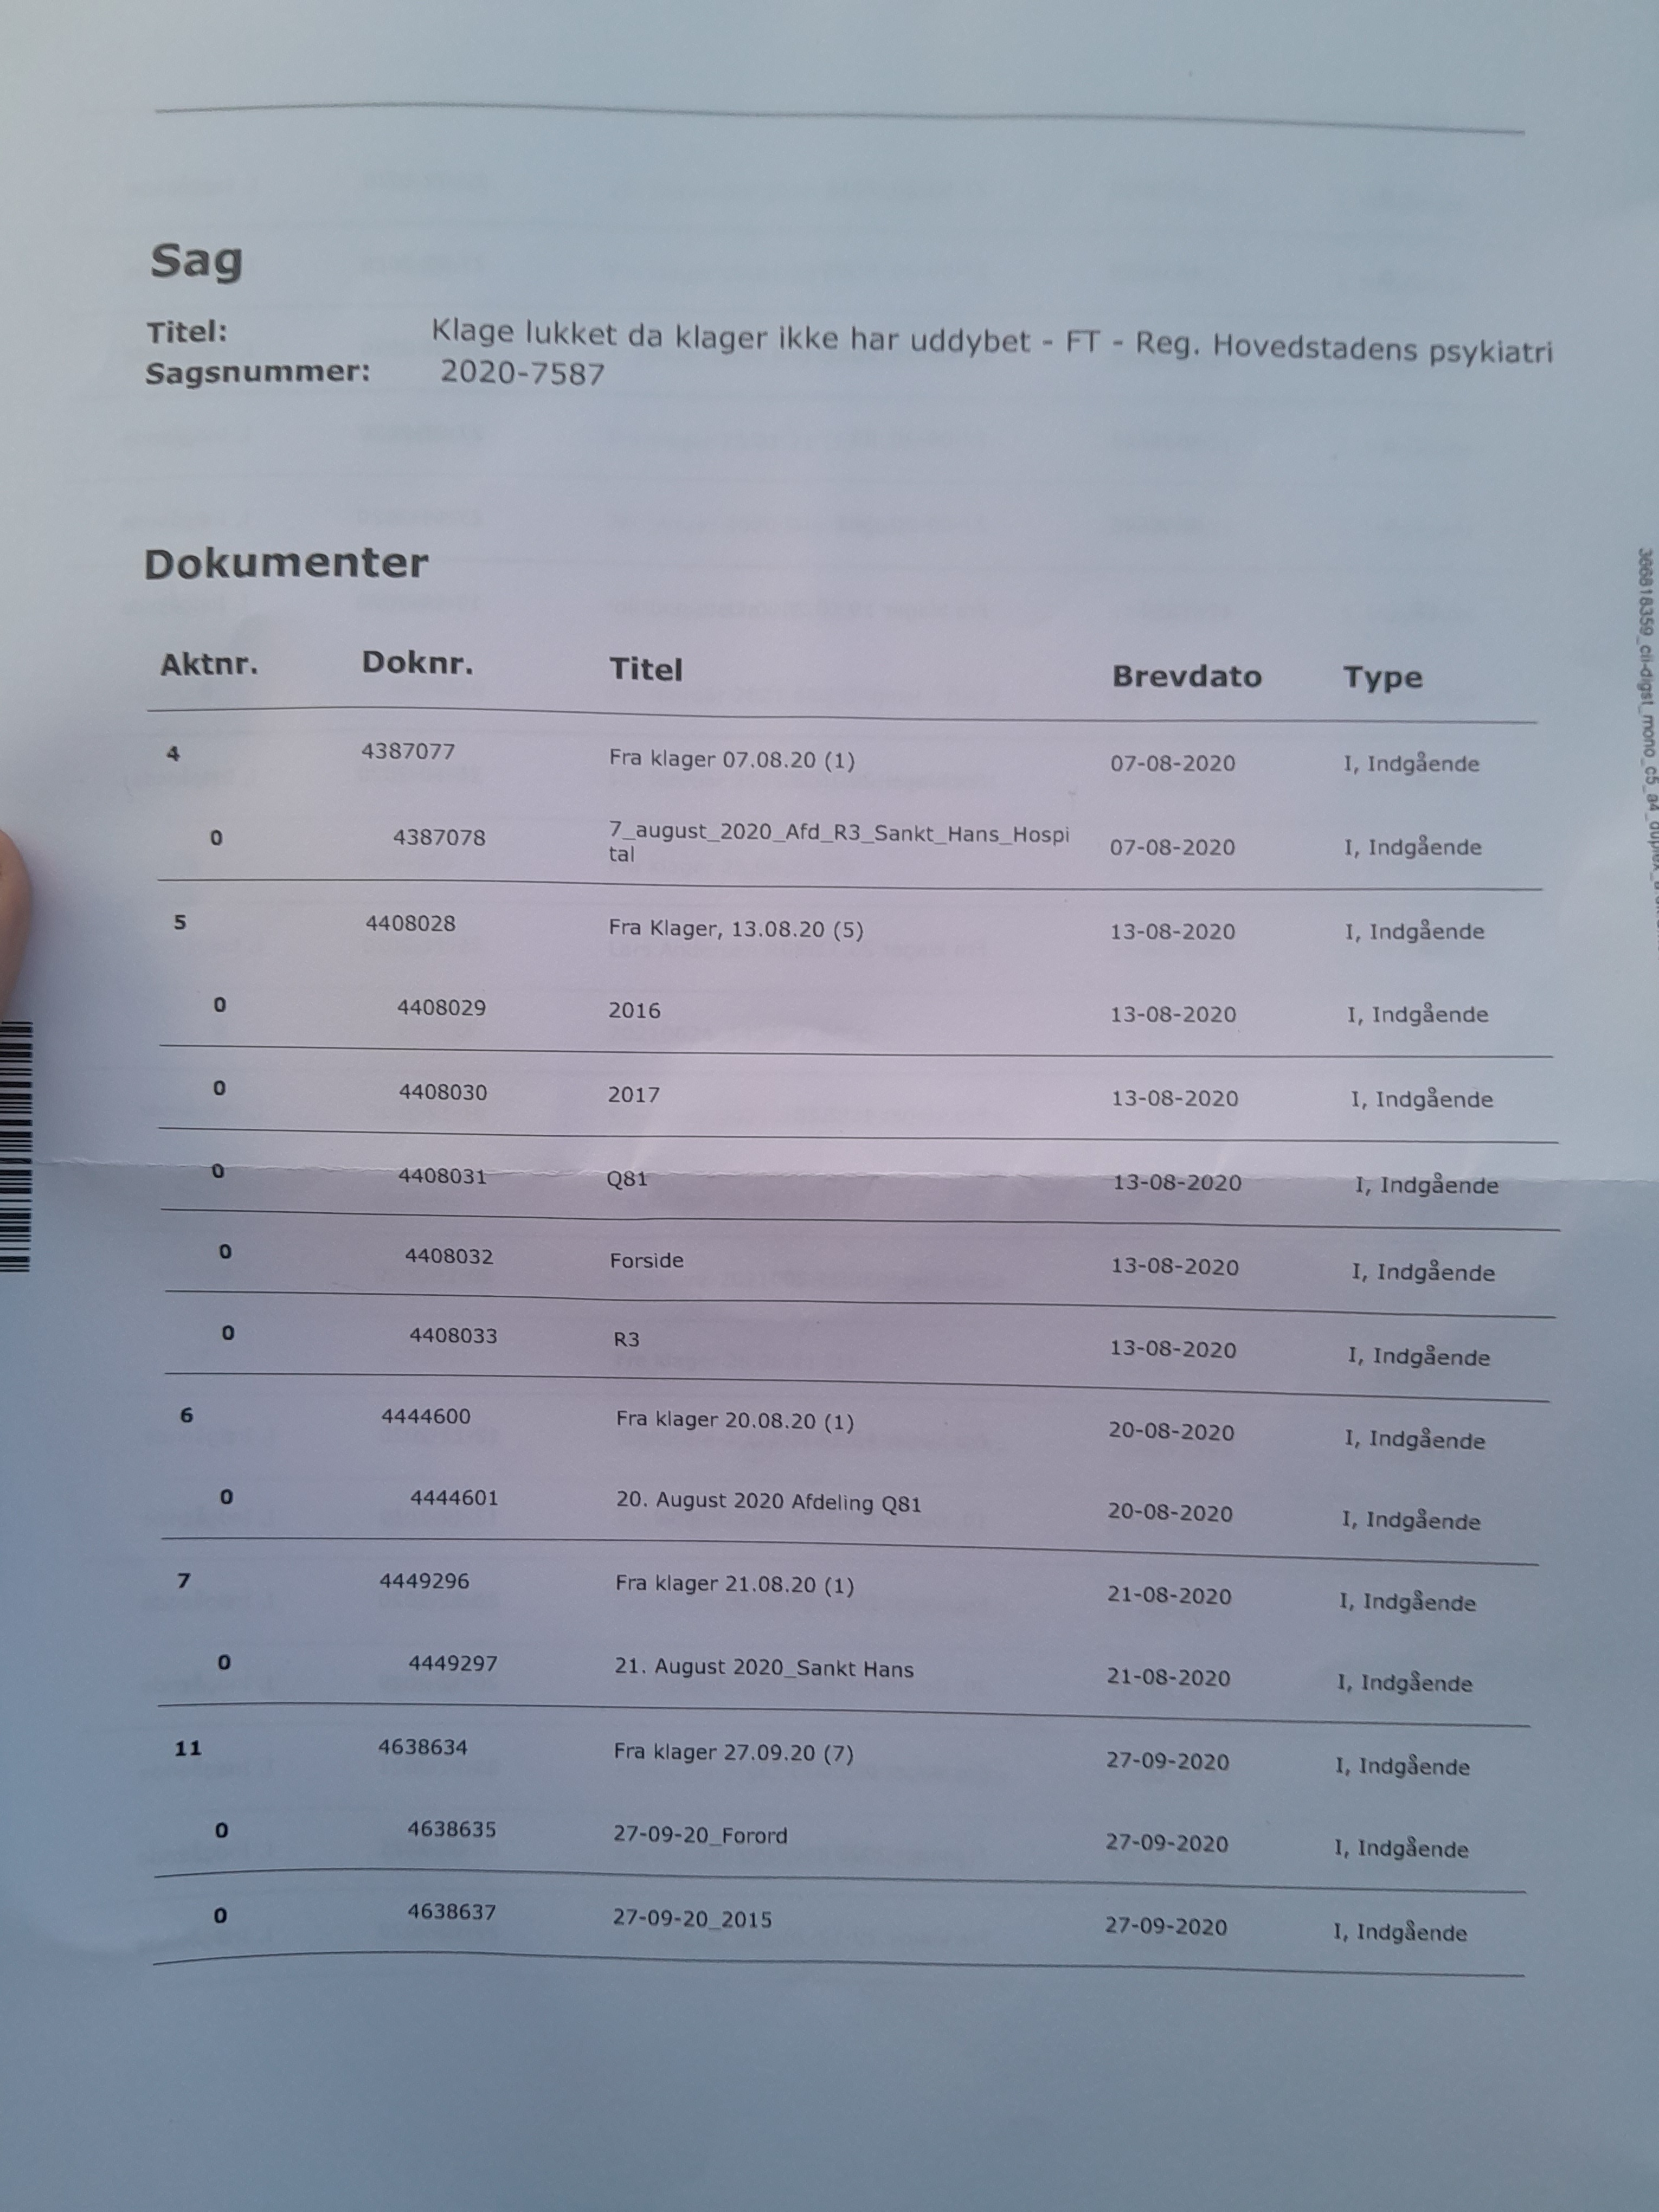 Sag
Titel: Klage lukket da klager ikke har uddybet - FT - Reg. Hovedstadens psykiatri
Sagsnummer: 2020-7587
Dokumenter
Aktnr. Doknr. Titel Brevdato Type
4 4387077 Fra klager 07.08.20 (1) 07-08-2020 I, Indgående
0 4387078 7_august_2020_Afd_R3_Sankt_Hans_Hospi 07-08-2020 I, Indgående
tal
5 4408028 Fra Klager, 13.08.20 (5) 13-08-2020 I, Indgående
0 4408029 2016 13-08-2020 I, Indgående
0 4408030 2017 13-08-2020 I, Indgående
0 4408031 Q81 13-08-2020 I, Indgående
0 4408032 Forside 13-08-2020 I, Indgående
0 4408033 R3 13-08-2020 I, Indgående
6 4444600 Fra klager 20.08.20 (1) 20-08-2020 I, Indgående
0 4444601 20. August 2020 Afdeling Q81 20-08-2020 I, Indgående
7 4449296 Fra klager 21.08.20 (1) 21-08-2020 I, Indgående
0 4449297 21. August 2020_Sankt Hans 21-08-2020 I, Indgående
11 4638634 Fra klager 27.09.20 (7) 27-09-2020 I, Indgående
0 4638635 27-09-20_Forord 27-09-2020 I, Indgående
0 4638637 27-09-20_2015 27-09-2020 I, Indgående